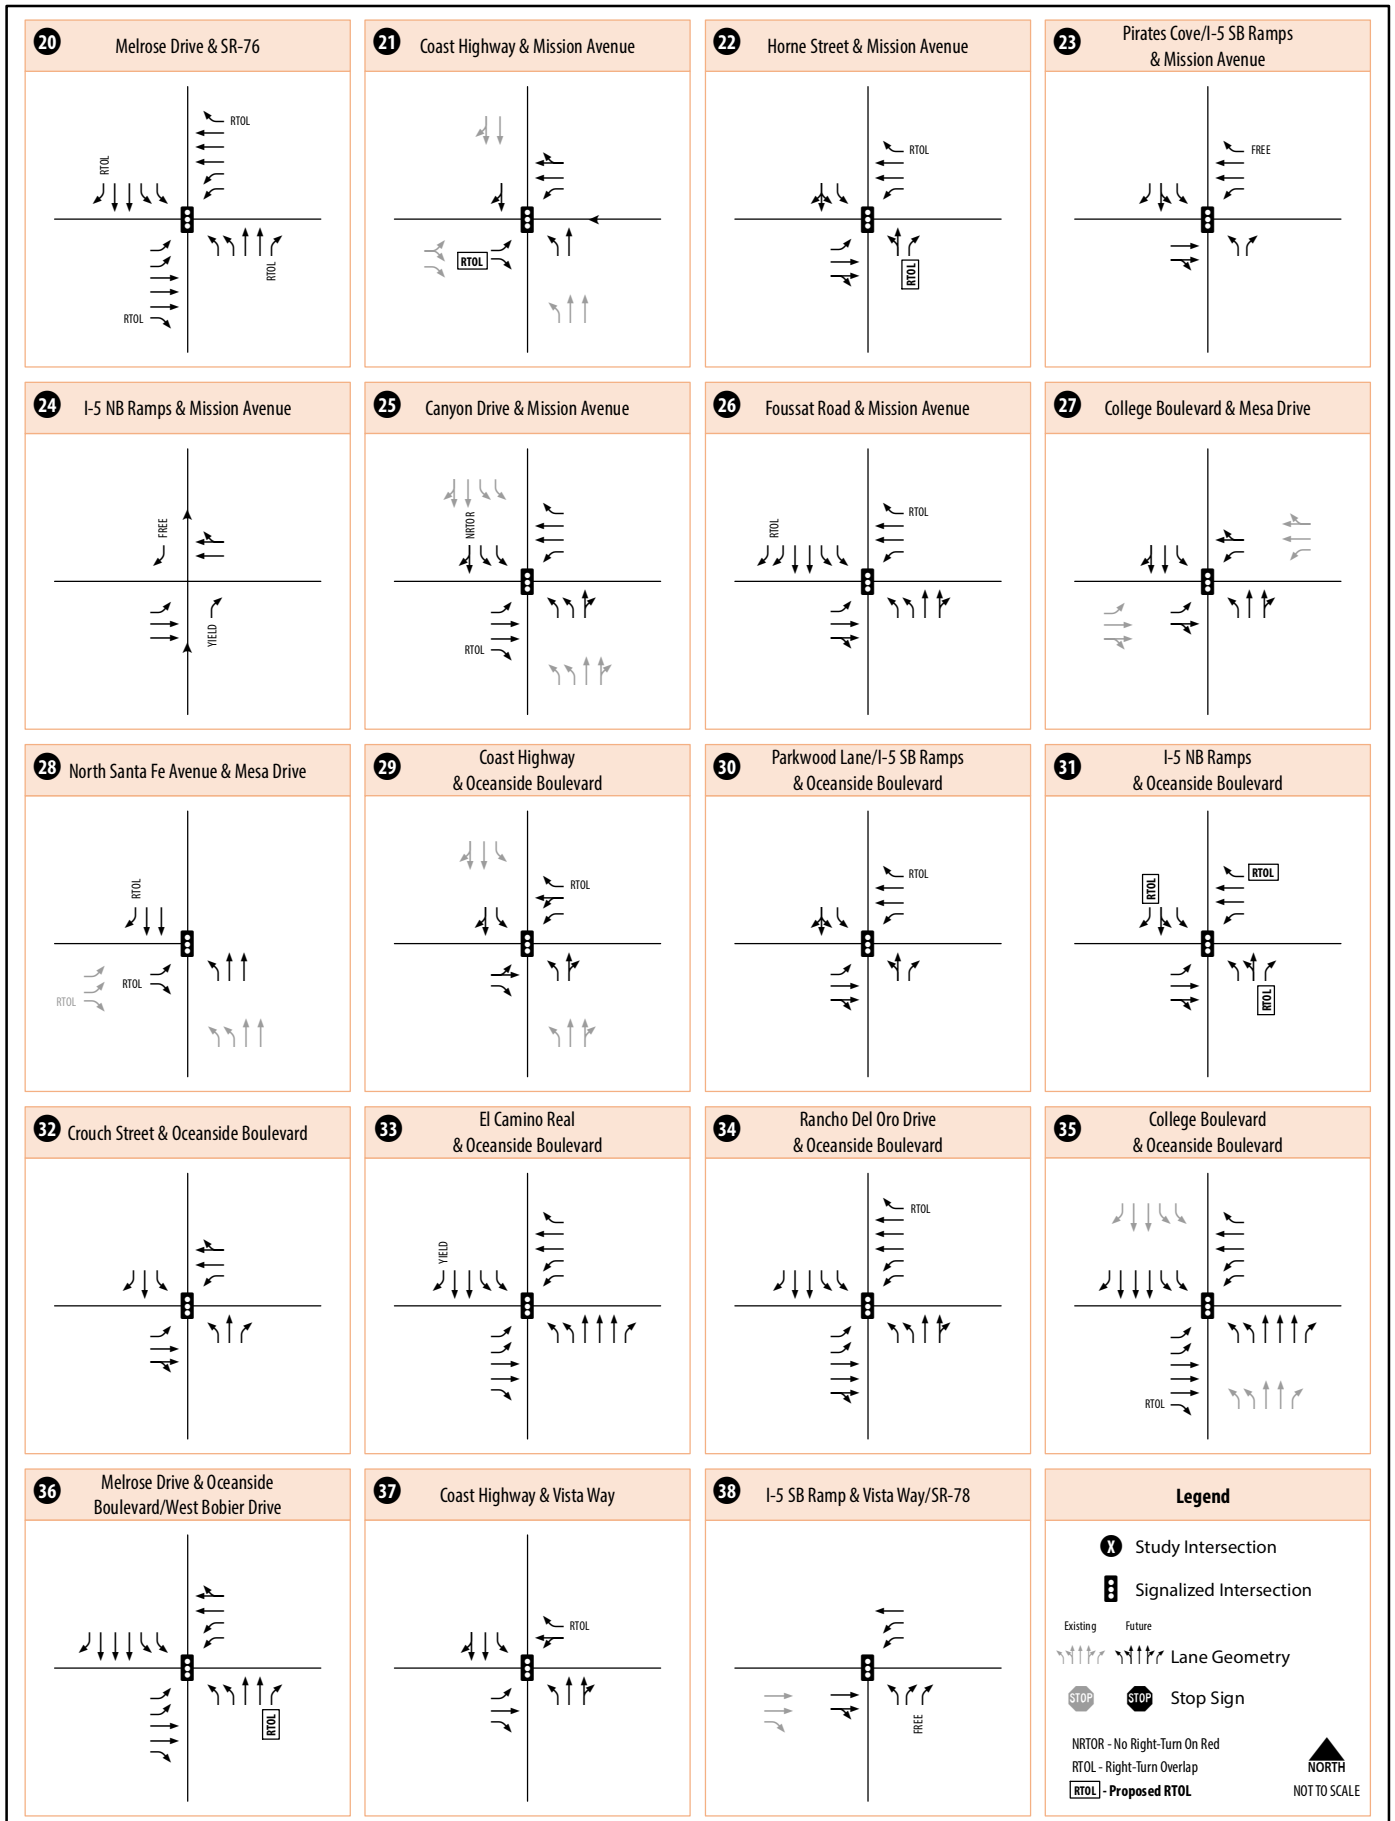 20 Melrose Drive & SR-76
RTOL
RTOL
RTOL
RTOL
21 Coast Highway & Mission Avenue
RTOL
22 Horne Street & Mission Avenue
RTOL
RTOL
23 Pirates Cove/I-5 SB Ramps
& Mission Avenue
FREE
24 I-5 NB Ramps & Mission Avenue
FREE
YIELD
25 Canyon Drive & Mission Avenue
NRTOR
RTOL
26 Foussat Road & Mission Avenue
RTOL
RTOL
27 College Boulevard & Mesa Drive
28 North Santa Fe Avenue & Mesa Drive
RTOL
RTOL
RTOL
29 Coast Highway
& Oceanside Boulevard
RTOL
30 Parkwood Lane/I-5 SB Ramps
& Oceanside Boulevard
RTOL
31 I-5 NB Ramps
& Oceanside Boulevard
RTOL
RTOL
RTOL
32 Crouch Street & Oceanside Boulevard
33 El Camino Real
& Oceanside Boulevard
YIELD
34 Rancho Del Oro Drive
& Oceanside Boulevard
RTOL
35 College Boulevard
& Oceanside Boulevard
RTOL
36 Melrose Drive & Oceanside
Boulevard/West Bobier Drive
RTOL
37 Coast Highway & Vista Way
RTOL
38 I-5 SB Ramp & Vista Way/SR-78
FREE
Legend
X Study Intersection
Signalized Intersection
Existing Future
Lane Geometry
STOP STOP Stop Sign
NRTOR - No Right-Turn On Red
RTOL - Right-Turn Overlap
RTOL - Proposed RTOL
NORTH
NOT TO SCALE